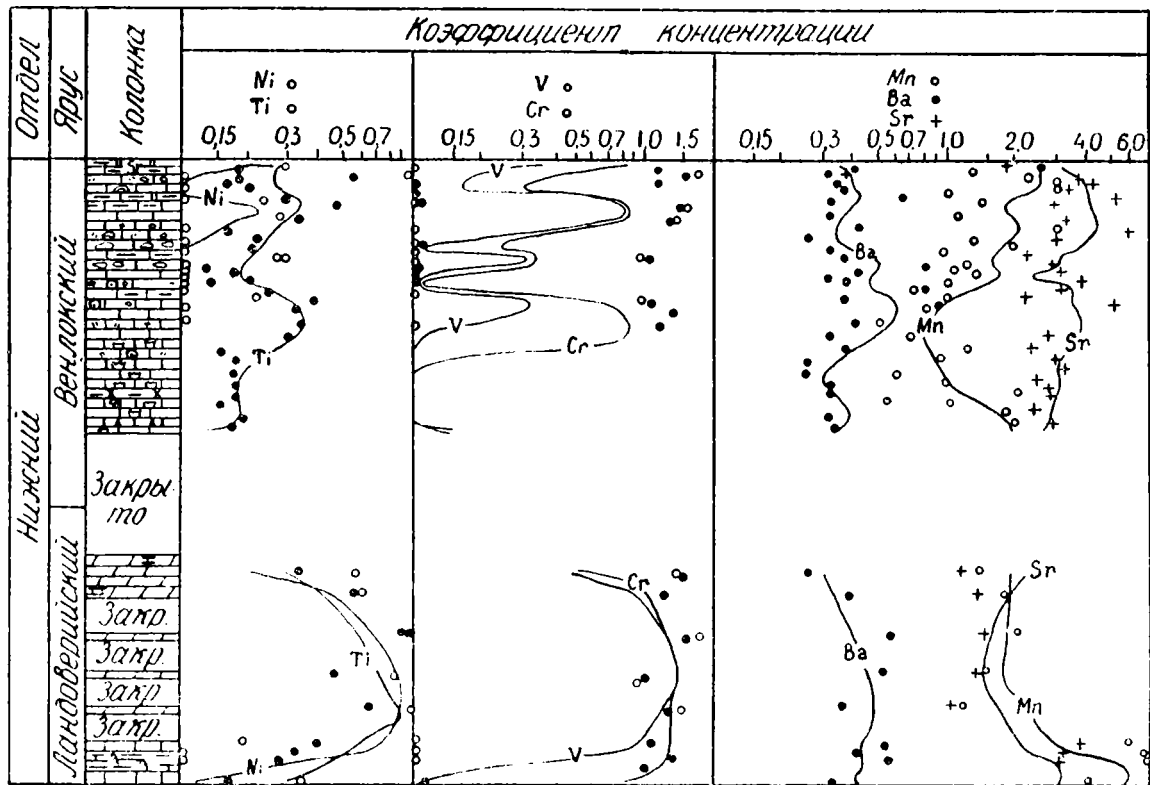 Отдел
Ярус
Колонка
Коэффициент концентрации
Ni ○
Ti ○
V ○
Cr ○
Mn ○
Ba ●
Sr +
0,15 0,3 0,5 0,7
0,15 0,3 0,5 0,7 1.0 1.5
0,15 0,3 0,5 0,7 1.0 2.0 4.0 6.0
Нижний
Венлокский
Ландоверийский
Закры-
то
Закр.
Закр.
Закр
Закр.
Ni
Ti
V
V
Cr
Ba
Mn
Sr
Ti
Ni
Cr
V
Sr
Ba
Mn